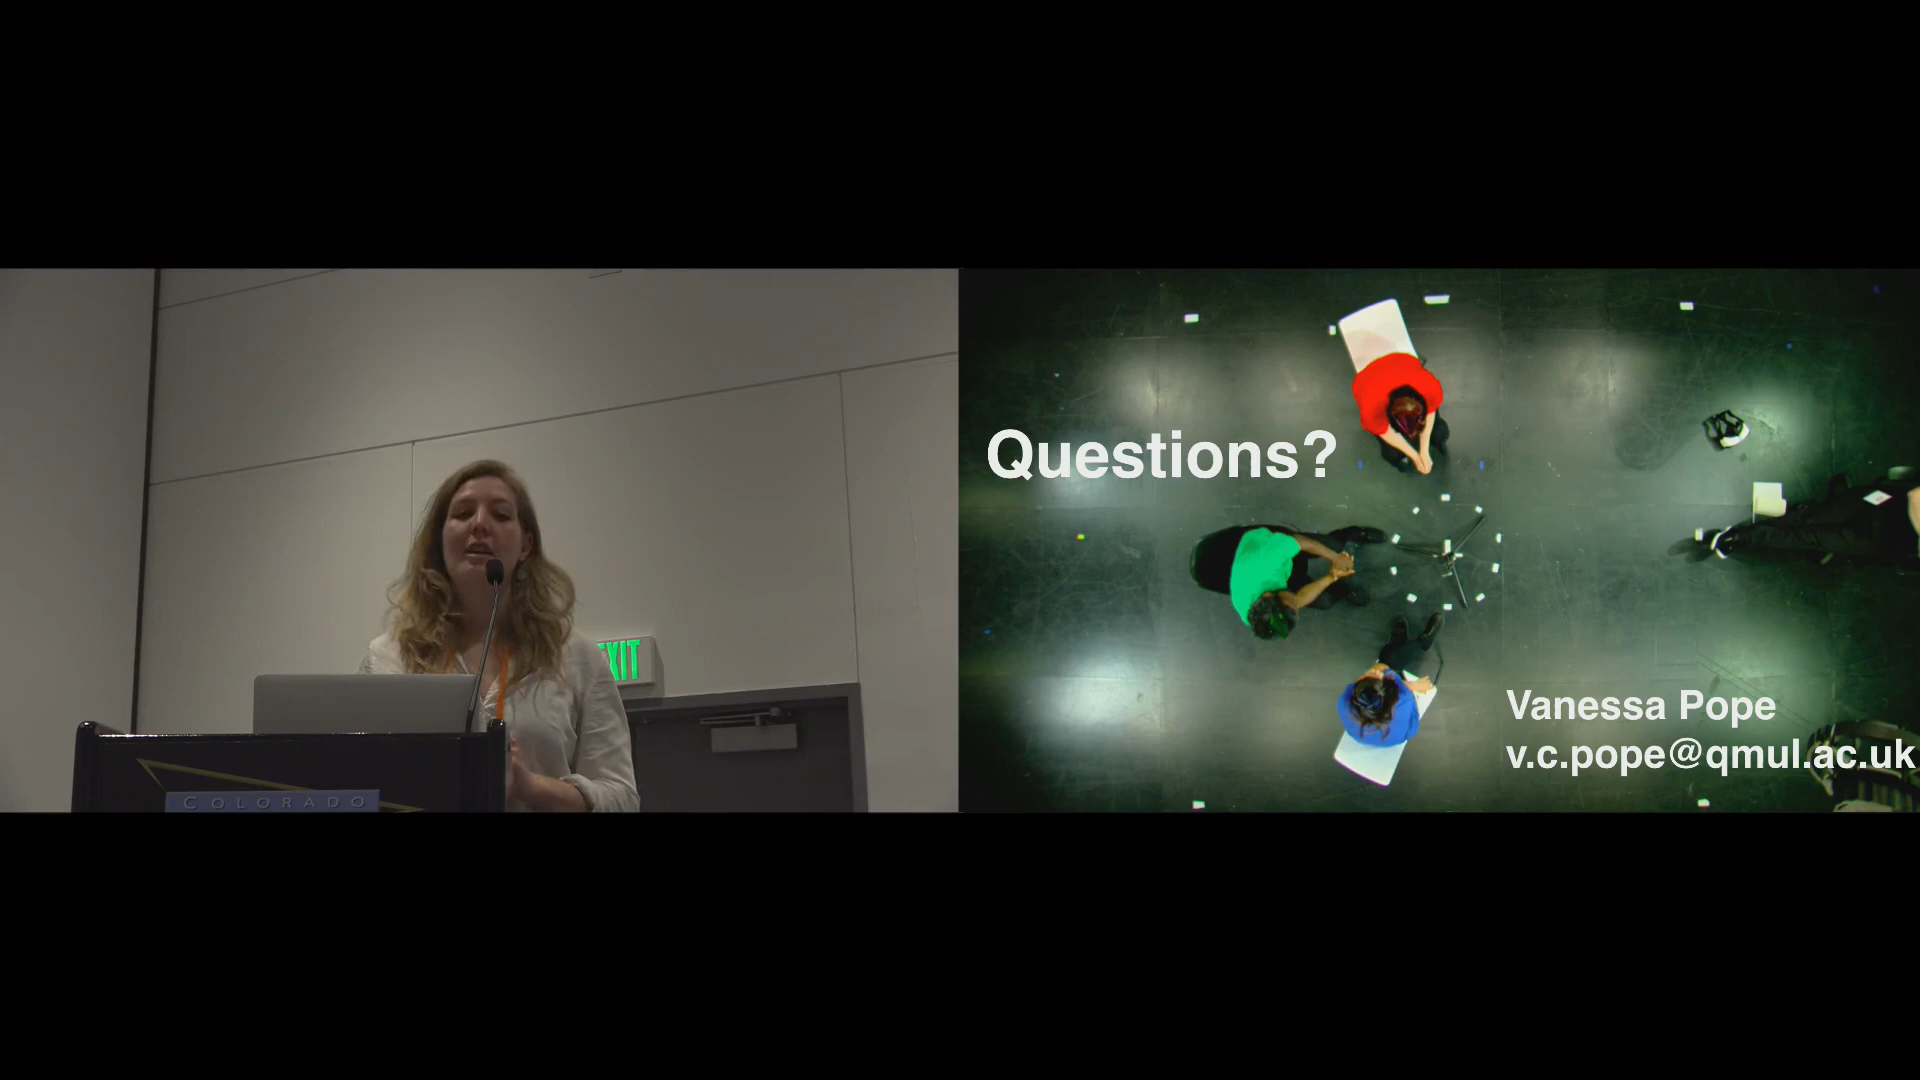 EXIT
COLORADO
Questions?
Vanessa Pope
v.c.pope@qmul.ac.uk